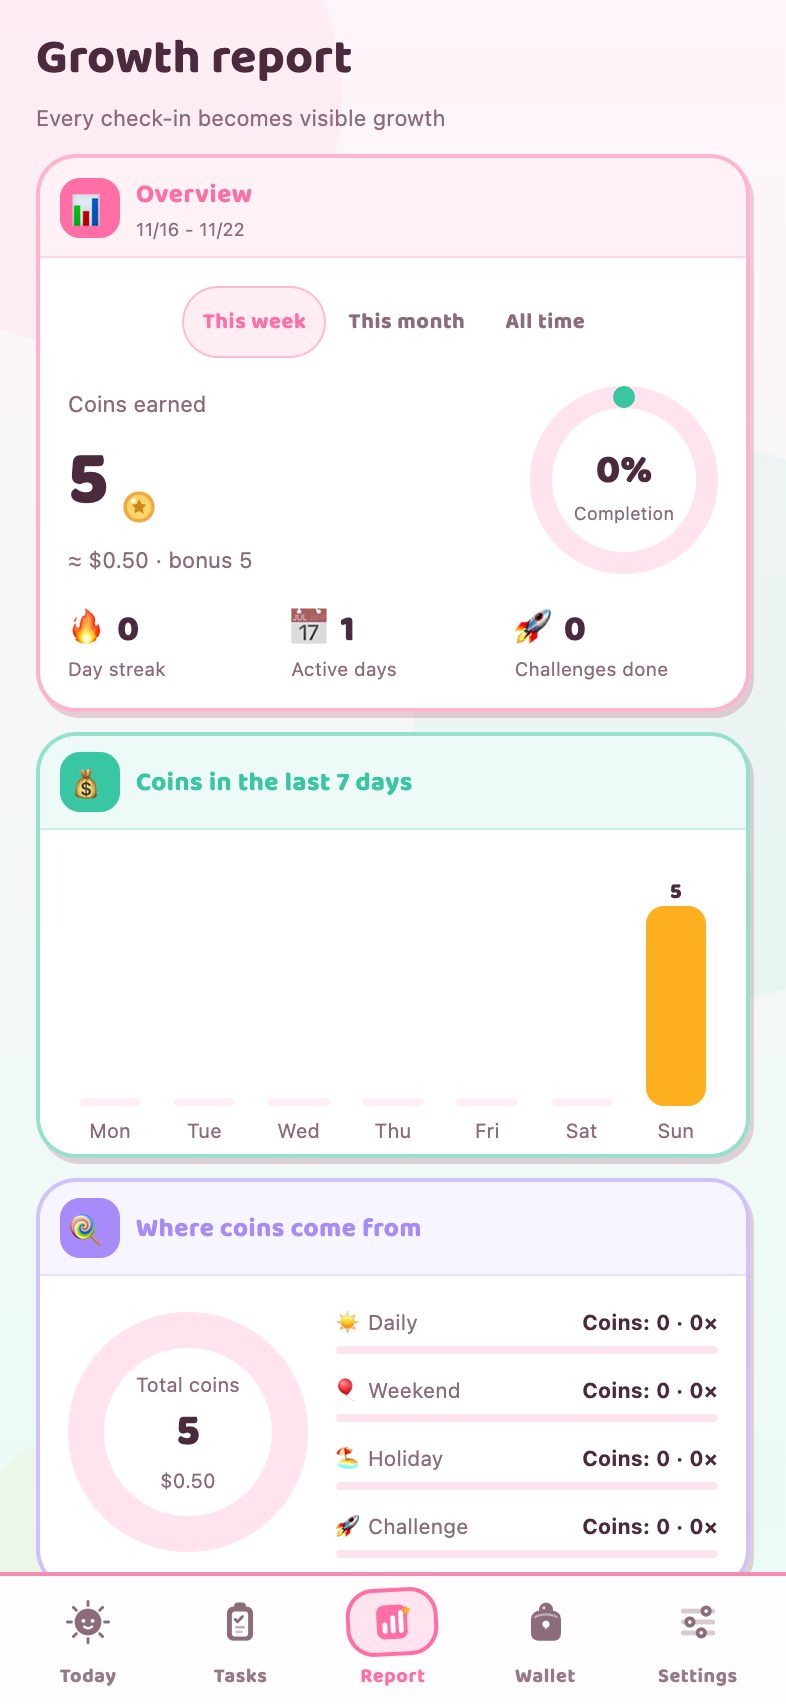 Growth report
Every check-in becomes visible growth
Overview
11/16 - 11/22
This week
This month
All time
Coins earned
5
≈ $0.50 · bonus 5
0%
Completion
0
Day streak
JUL
17
1
Active days
0
Challenges done
Coins in the last 7 days
5
Mon
Tue
Wed
Thu
Fri
Sat
Sun
Where coins come from
Total coins
5
$0.50
Daily
Coins: 0 · 0×
Weekend
Coins: 0 · 0×
Holiday
Coins: 0 · 0×
Challenge
Coins: 0 · 0×
Today
Tasks
Report
Wallet
Settings